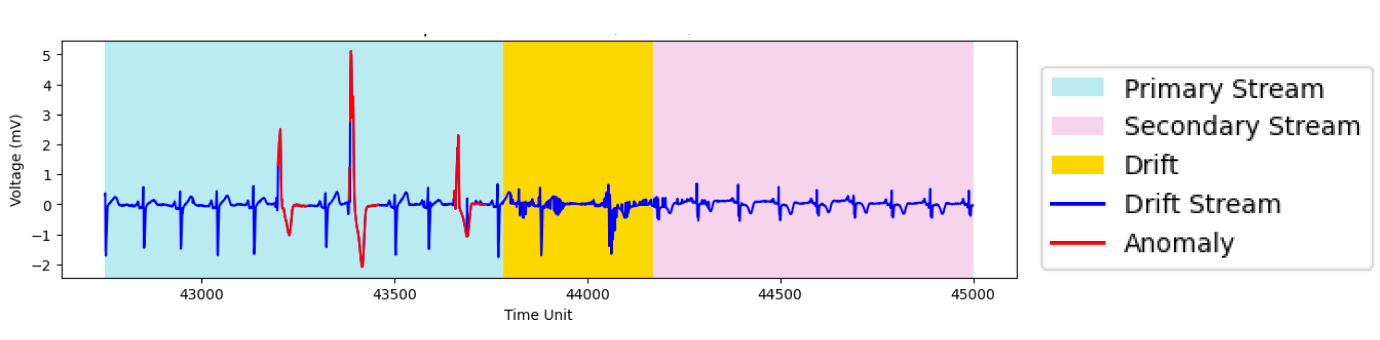 Voltage (mV)
5
4
3
2
1
0
−1
−2
43000
43500
44000
44500
45000
Time Unit
Primary Stream
Secondary Stream
Drift
Drift Stream
Anomaly